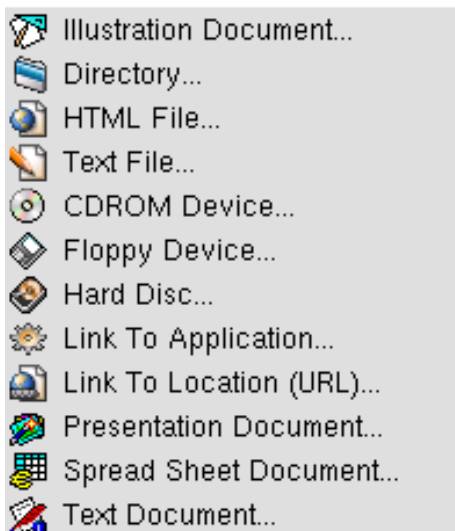 Illustration Document...
Directory...
HTML File...
Text File...
CDROM Device...
Floppy Device...
Hard Disc...
Link To Application...
Link To Location (URL)...
Presentation Document...
Spread Sheet Document...
Text Document...